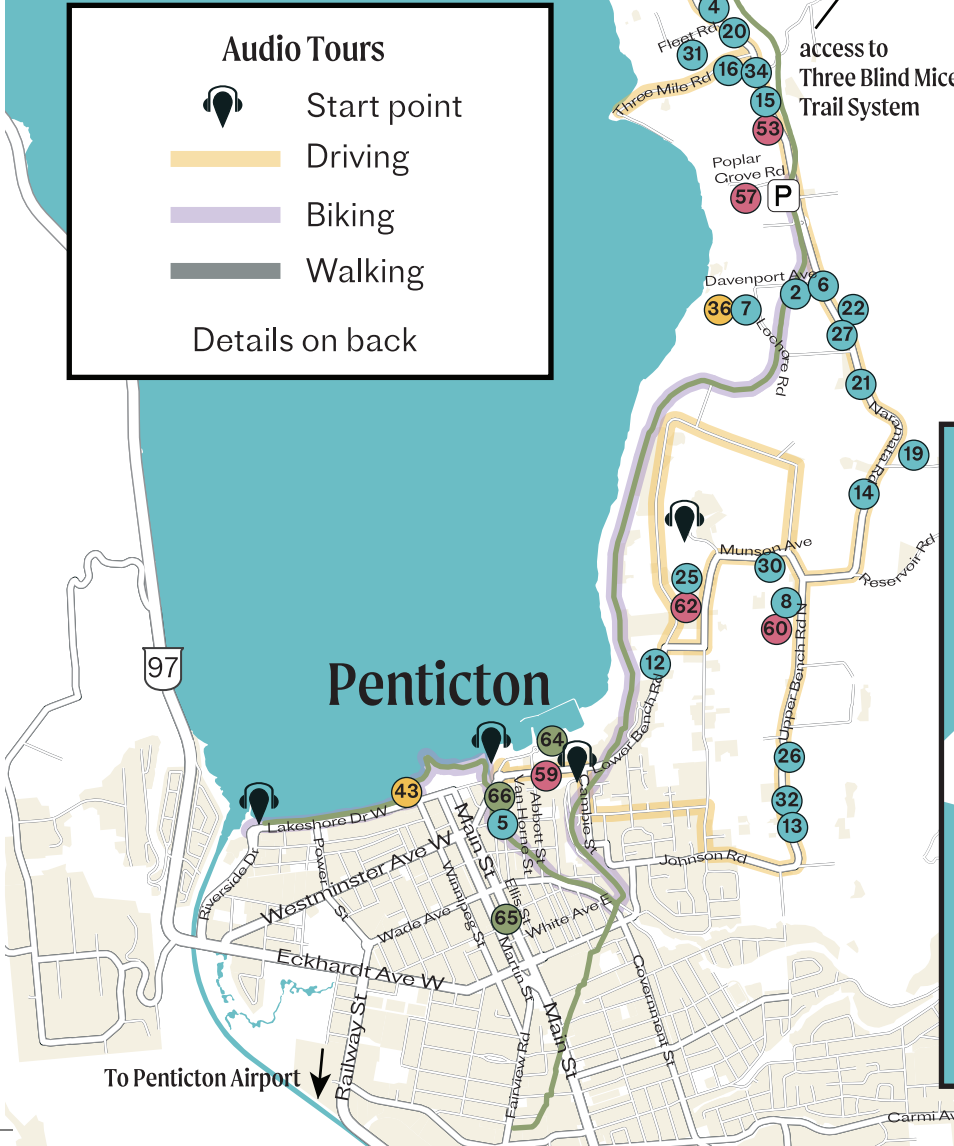 Audio Tours
Start point
Driving
Biking
Walking
Details on back
4
20
Fleet Rd
31
16
34
Three Mile Rd
15
53
access to
Three Blind Mice
Trail System
Poplar
Grove Rd
57
P
Davenport Ave
2
6
36
7
22
27
Lochore Rd
21
Naramata Rd
19
14
Munson Ave
30
Reservoir Rd
25
62
8
60
12
Lower Bench Rd
Upper Bench Rd N
97
Penticton
64
59
43
66
5
26
32
13
Lakeshore Dr W
Van Horne St
Abbott St
Camrose St
Johnson Rd
Riverside Dr
Power St
Westminster Ave W
Main St
Winnipeg St
Wade Ave
Ellis St
65
White Ave E
Martin St
Eckhardt Ave W
Government St
Main St
Railway St
Fairview Rd
To Penticton Airport
Carmi Av